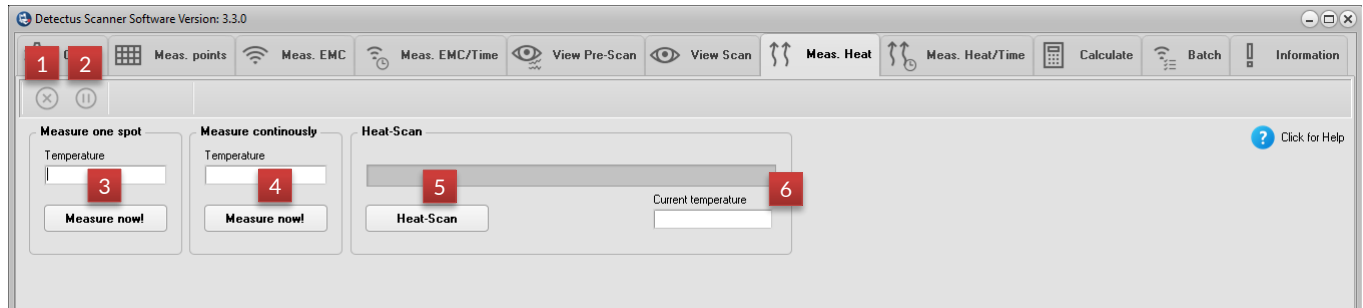 Detectus Scanner Software Version: 3.3.0
Meas. points Meas. EMC Meas. EMC/Time View Pre-Scan View Scan Meas. Heat Meas. Heat/Time Calculate Batch Information
1 2
Measure one spot Measure continously Heat-Scan
Click for Help
Temperature Temperature
3 4 5 6
Current temperature
Measure now! Measure now! Heat-Scan